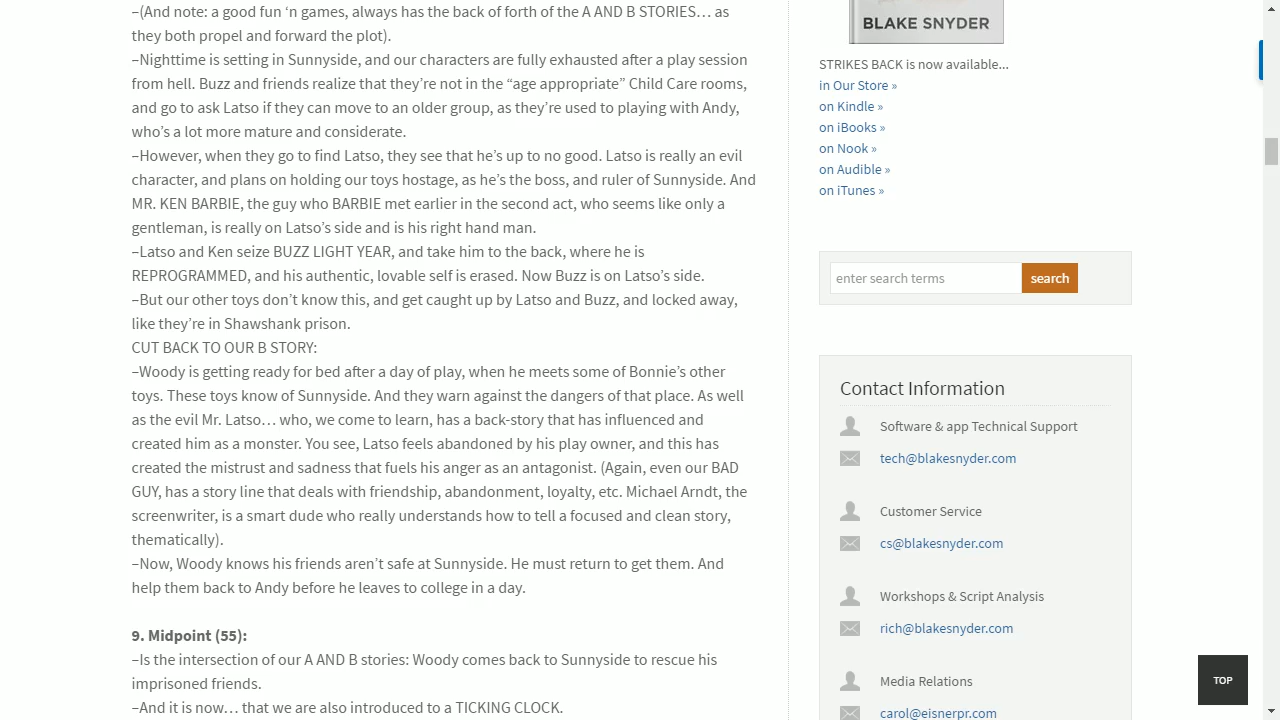 –(And note: a good fun ‘n games, always has the back of forth of the A AND B STORIES… as
they both propel and forward the plot).
–Nighttime is setting in Sunnyside, and our characters are fully exhausted after a play session
from hell. Buzz and friends realize that they’re not in the “age appropriate” Child Care rooms,
and go to ask Latso if they can move to an older group, as they’re used to playing with Andy,
who’s a lot more mature and considerate.
–However, when they go to find Latso, they see that he’s up to no good. Latso is really an evil
character, and plans on holding our toys hostage, as he’s the boss, and ruler of Sunnyside. And
MR. KEN BARBIE, the guy who BARBIE met earlier in the second act, who seems like only a
gentleman, is really on Latso’s side and is his right hand man.
–Latso and Ken seize BUZZ LIGHT YEAR, and take him to the back, where he is
REPROGRAMMED, and his authentic, lovable self is erased. Now Buzz is on Latso’s side.
–But our other toys don’t know this, and get caught up by Latso and Buzz, and locked away,
like they’re in Shawshank prison.
CUT BACK TO OUR B STORY:
–Woody is getting ready for bed after a day of play, when he meets some of Bonnie’s other
toys. These toys know of Sunnyside. And they warn against the dangers of that place. As well
as the evil Mr. Latso… who, we come to learn, has a back-story that has influenced and
created him as a monster. You see, Latso feels abandoned by his play owner, and this has
created the mistrust and sadness that fuels his anger as an antagonist. (Again, even our BAD
GUY, has a story line that deals with friendship, abandonment, loyalty, etc. Michael Arndt, the
screenwriter, is a smart dude who really understands how to tell a focused and clean story,
thematically).
–Now, Woody knows his friends aren’t safe at Sunnyside. He must return to get them. And
help them back to Andy before he leaves to college in a day.
9. Midpoint (55):
–Is the intersection of our A AND B stories: Woody comes back to Sunnyside to rescue his
imprisoned friends.
–And it is now… that we are also introduced to a TICKING CLOCK.
BLAKE SNYDER
STRIKES BACK is now available...
in Our Store »
on Kindle »
on iBooks »
on Nook »
on Audible »
on iTunes »
enter search terms
search
Contact Information
Software & app Technical Support
tech@blakesnyder.com
Customer Service
cs@blakesnyder.com
Workshops & Script Analysis
rich@blakesnyder.com
Media Relations
carol@eisnerpr.com
TOP